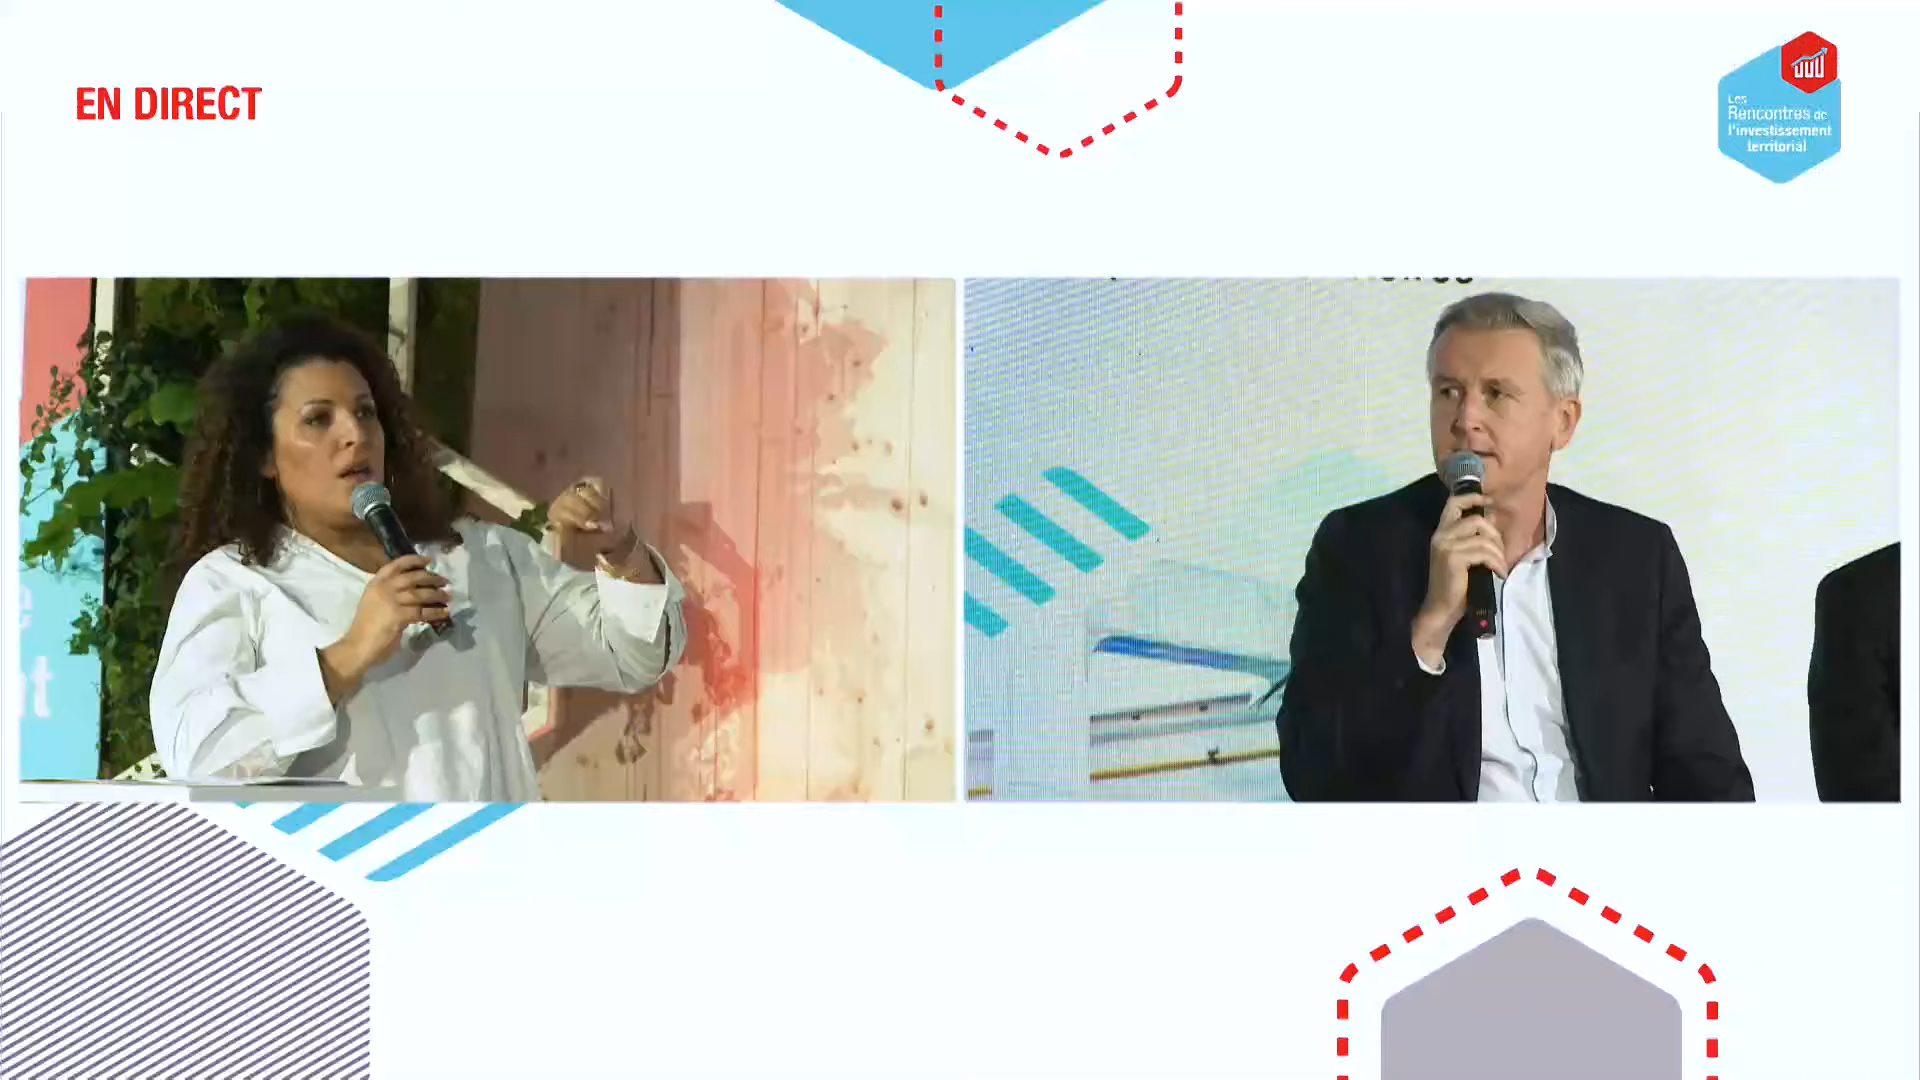 EN DIRECT
Les
Rencontres de
l'investissement
territorial